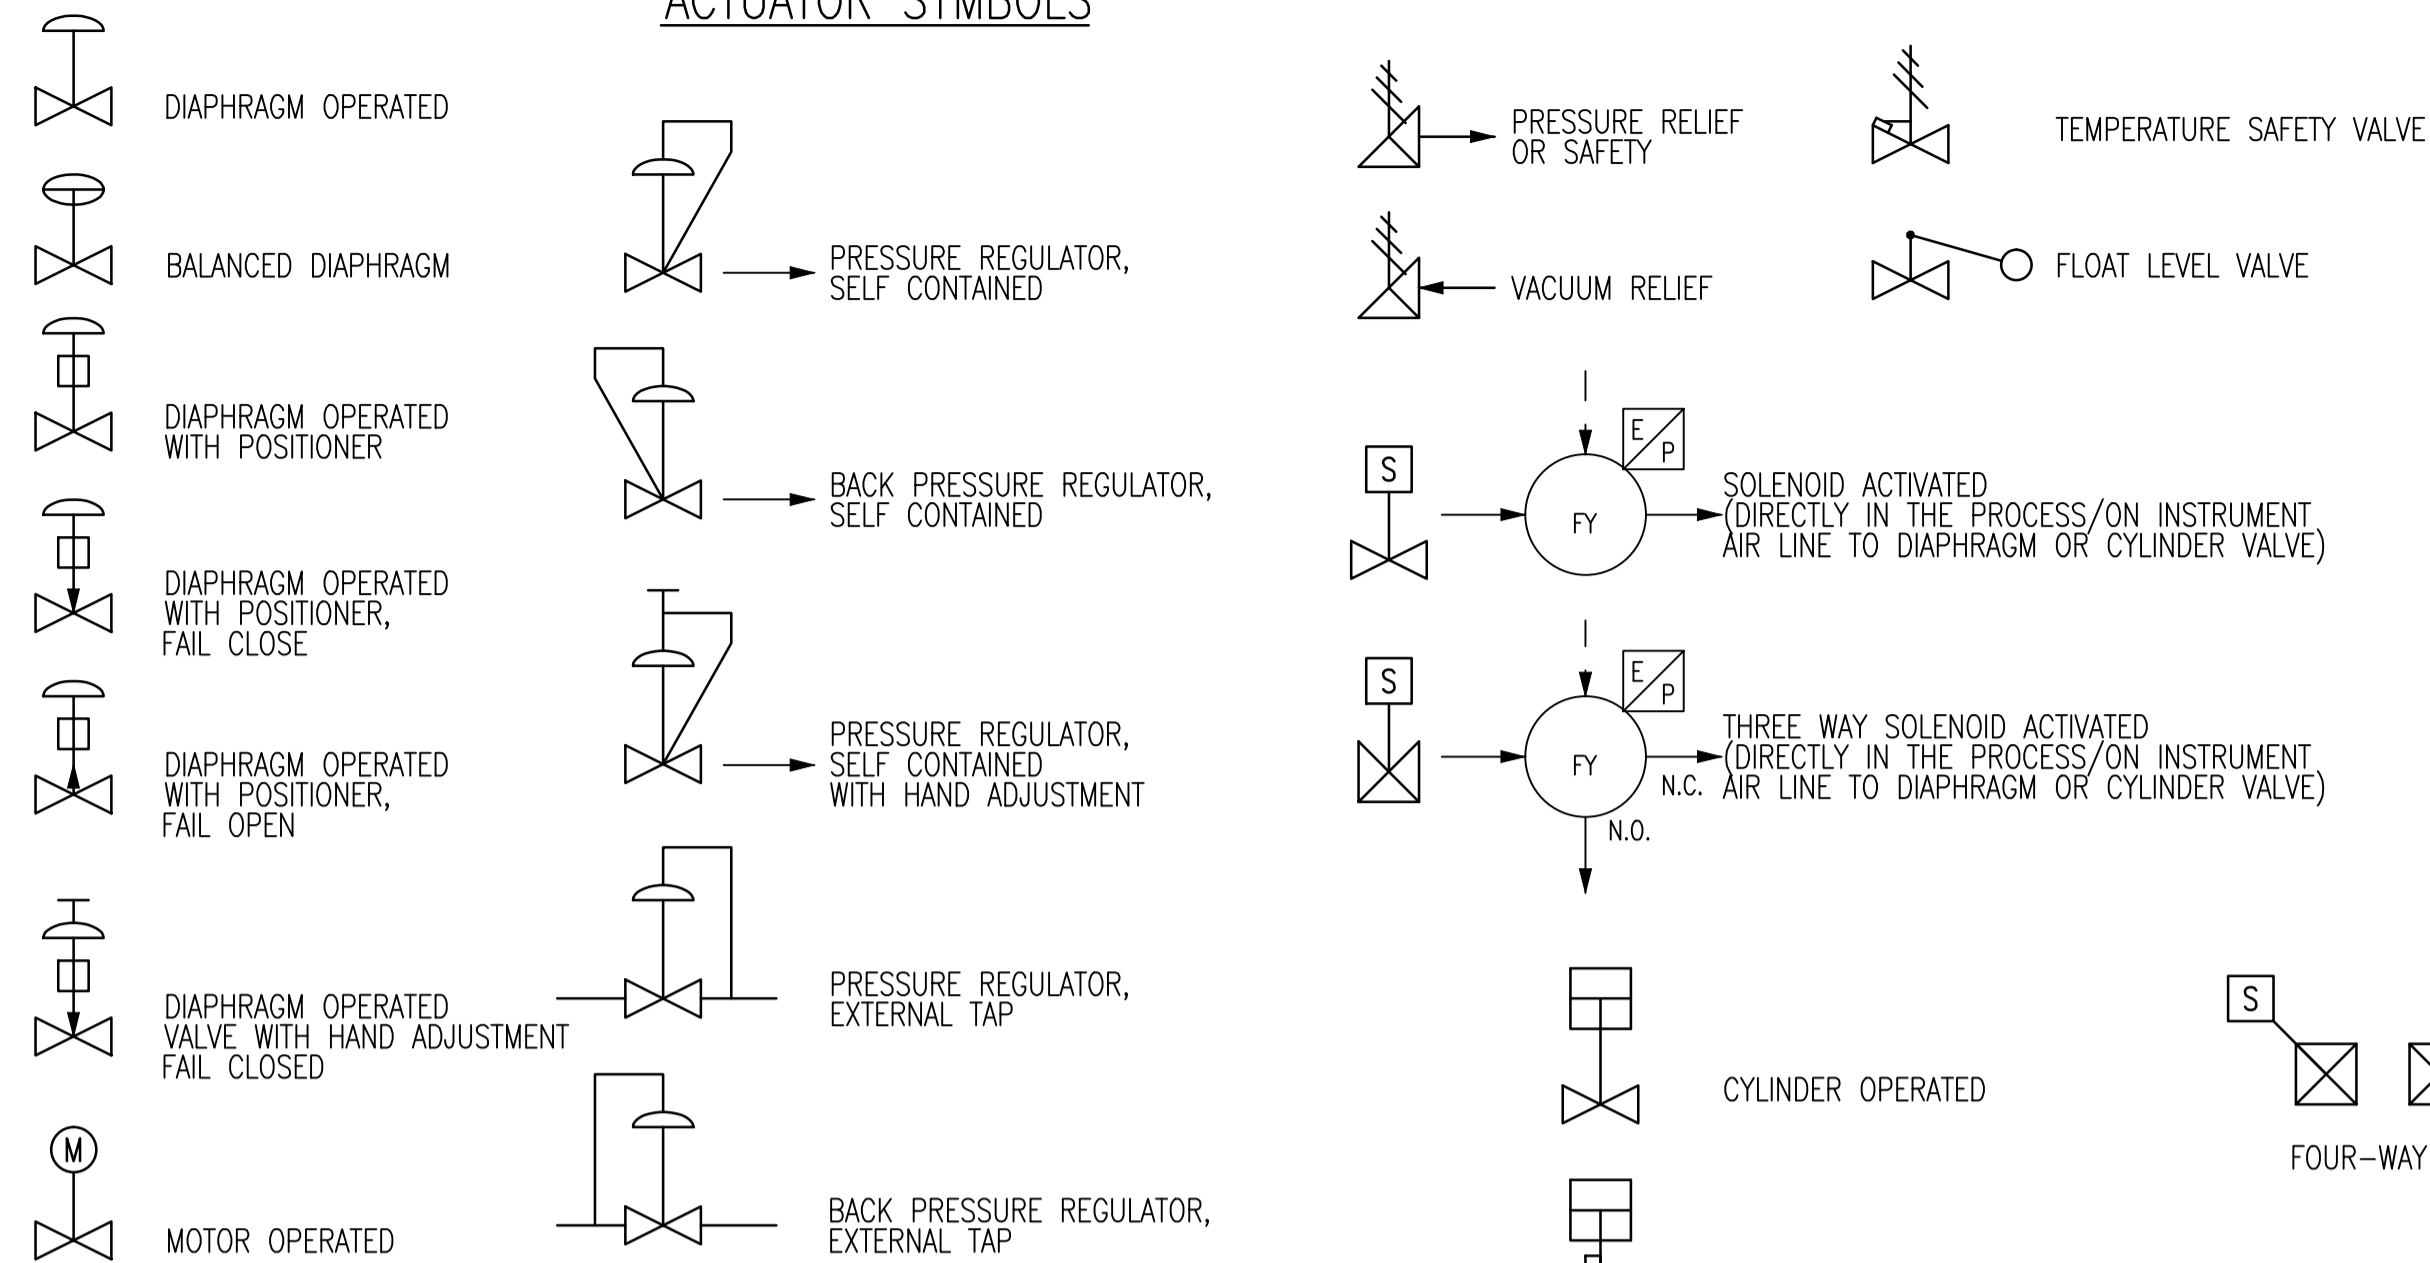 ACTUATOR SYMBOLS
DIAPHRAGM OPERATED
BALANCED DIAPHRAGM
DIAPHRAGM OPERATED
WITH POSITIONER
DIAPHRAGM OPERATED
WITH POSITIONER,
FAIL CLOSE
DIAPHRAGM OPERATED
WITH POSITIONER,
FAIL OPEN
DIAPHRAGM OPERATED
VALVE WITH HAND ADJUSTMENT
FAIL CLOSED
M
MOTOR OPERATED
PRESSURE REGULATOR,
SELF CONTAINED
BACK PRESSURE REGULATOR,
SELF CONTAINED
PRESSURE REGULATOR,
SELF CONTAINED
WITH HAND ADJUSTMENT
PRESSURE REGULATOR,
EXTERNAL TAP
BACK PRESSURE REGULATOR,
EXTERNAL TAP
PRESSURE RELIEF
OR SAFETY
VACUUM RELIEF
TEMPERATURE SAFETY VALVE
FLOAT LEVEL VALVE
S
E
P
FY
SOLENOID ACTIVATED
(DIRECTLY IN THE PROCESS/ON INSTRUMENT
AIR LINE TO DIAPHRAGM OR CYLINDER VALVE)
S
E
P
FY
N.C.
N.O.
THREE WAY SOLENOID ACTIVATED
(DIRECTLY IN THE PROCESS/ON INSTRUMENT
AIR LINE TO DIAPHRAGM OR CYLINDER VALVE)
CYLINDER OPERATED
S
FOUR-WAY